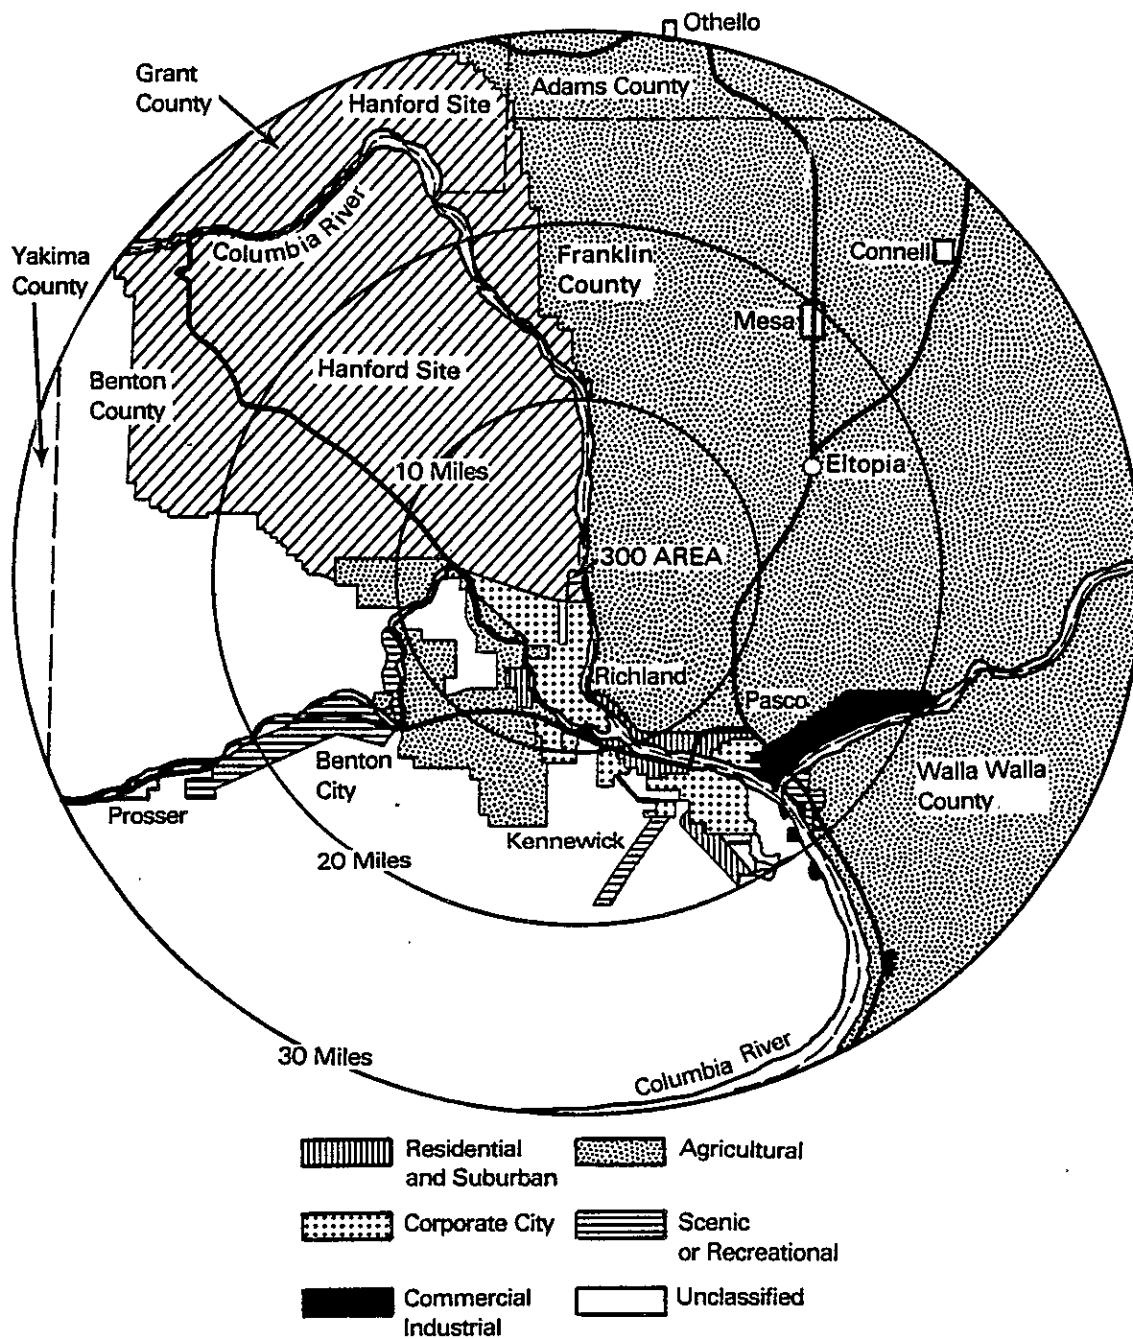 Othello
Grant
County
Adams County
Hanford Site
Columbia River
Yakima
County
Franklin
County
Connell
Mesa
Benton
County
Hanford Site
10 Miles
Eltopia
300 AREA
Richland
Pasco
Benton
City
Walla Walla
County
Prosser
Kennewick
20 Miles
30 Miles
Columbia River
Residential
and Suburban
Agricultural
Corporate City
Scenic
or Recreational
Commercial
Industrial
Unclassified